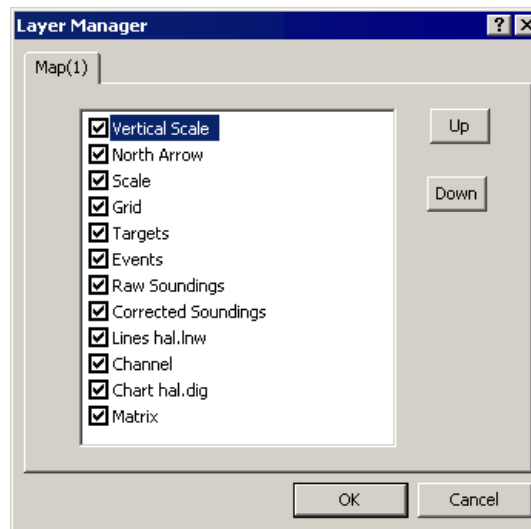 Layer Manager
Map(1)
Vertical Scale
North Arrow
Scale
Grid
Targets
Events
Raw Soundings
Corrected Soundings
Lines hal.lnw
Channel
Chart hal.dig
Matrix
Up
Down
OK
Cancel